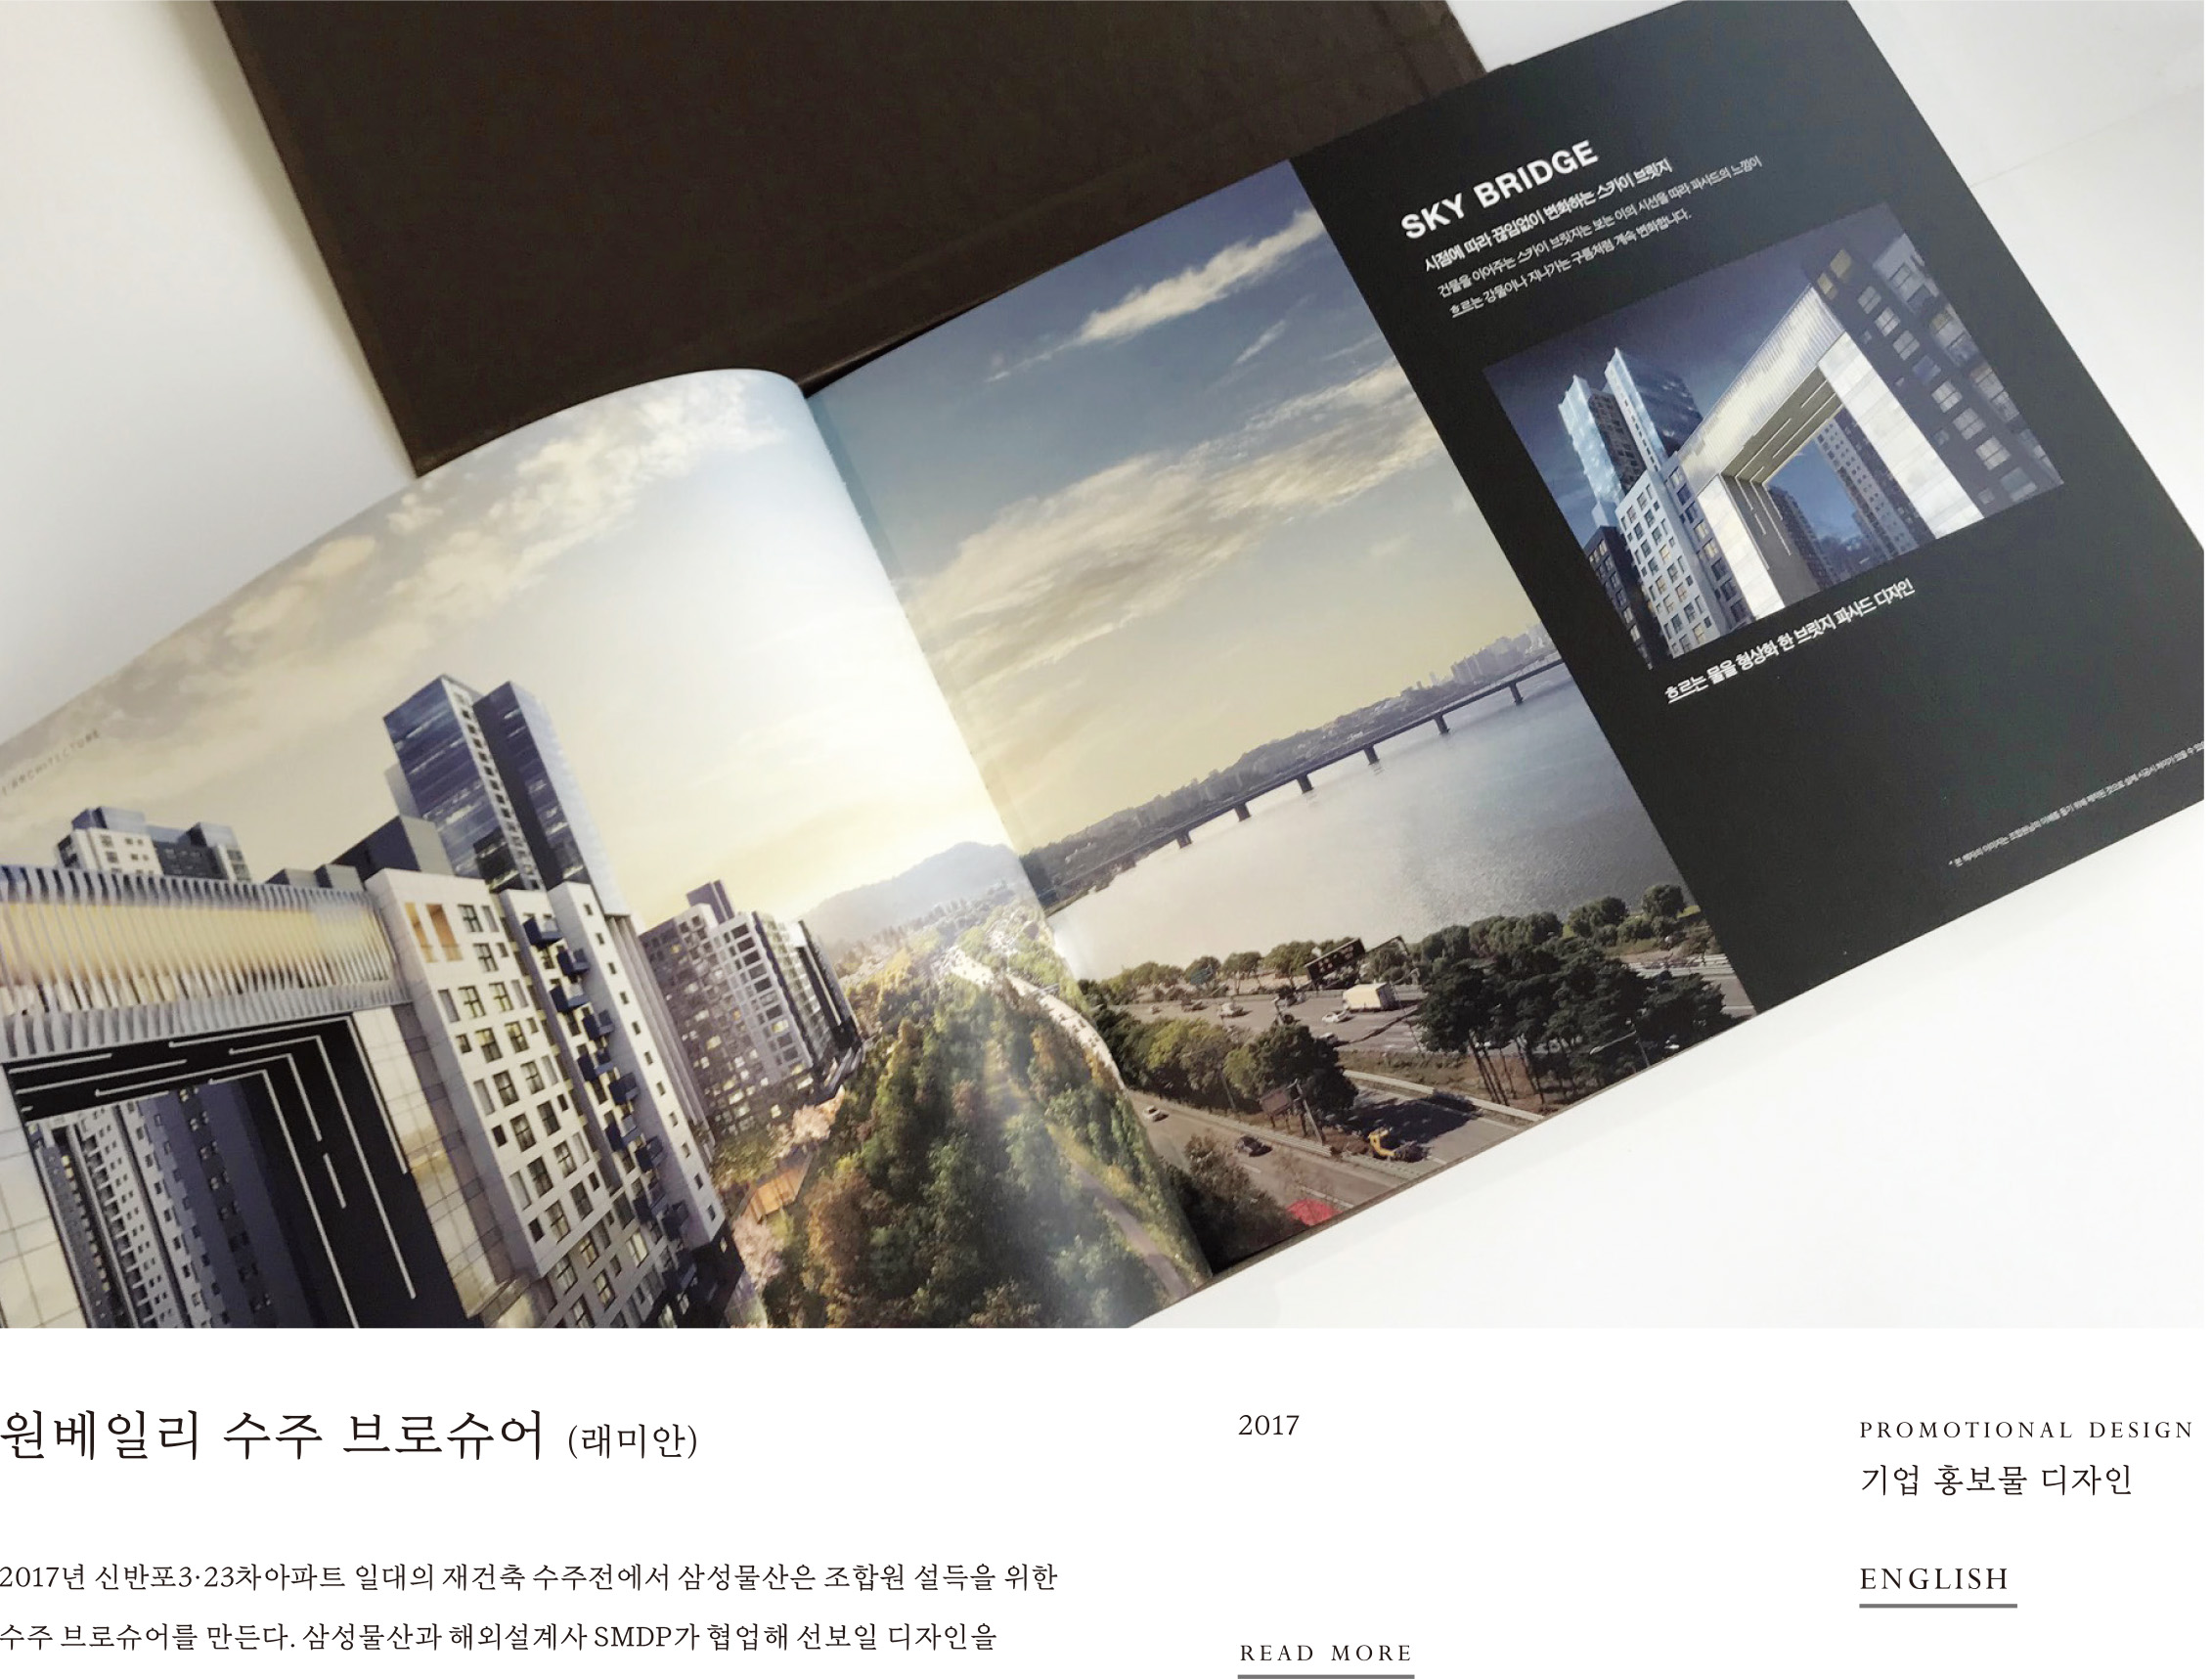 SKY BRIDGE
시점에 따라 끊임없이 변화하는 스카이 브릿지
건물을 이어주는 스카이 브릿지는 보는 이의 시선을 따라 파사드의 느낌이
흐르는 강물이나 지나가는 구름처럼 계속 변화합니다.
흐르는 물을 형상화 한 브릿지 파사드 디자인
ARCHITECTURE
원베일리 수주 브로슈어 (래미안)
2017
PROMOTIONAL DESIGN
기업 홍보물 디자인
2017년 신반포3·23차아파트 일대의 재건축 수주전에서 삼성물산은 조합원 설득을 위한
수주 브로슈어를 만든다. 삼성물산과 해외설계사 SMDP가 협업해 선보일 디자인을
ENGLISH
READ MORE